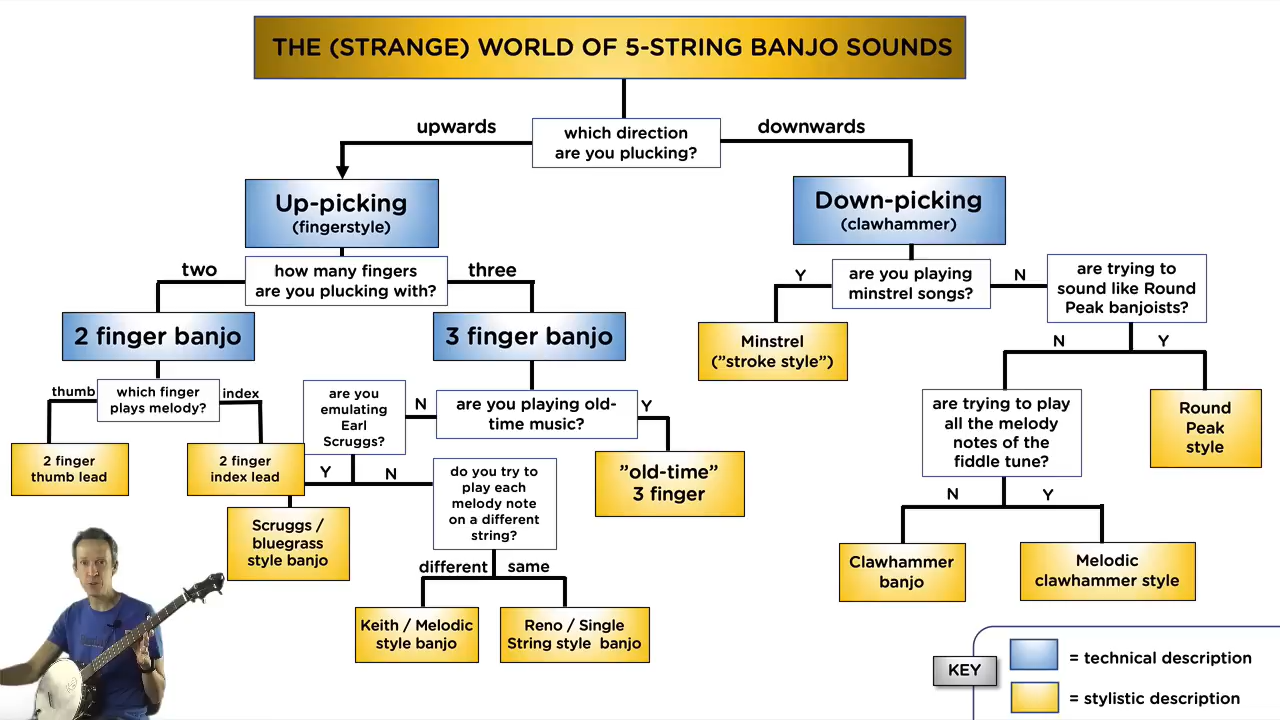 THE (STRANGE) WORLD OF 5-STRING BANJO SOUNDS
upwards
which direction
are you plucking?
downwards
Up-picking
(fingerstyle)
Down-picking
(clawhammer)
two
how many fingers
are you plucking with?
three
Y
are you playing
minstrel songs?
N
are trying to
sound like Round
Peak banjoists?
2 finger banjo
3 finger banjo
Minstrel
("stroke style")
N
Y
thumb
which finger
plays melody?
index
are you
emulating
Earl
Scruggs?
N
are you playing old-
time music?
Y
are trying to play
all the melody
notes of the
fiddle tune?
Round
Peak
style
2 finger
thumb lead
2 finger
index lead
Y
N
do you try to
play each
melody note
on a different
string?
"old-time"
3 finger
N
Y
Scruggs /
bluegrass
style banjo
different
same
Clawhammer
banjo
Melodic
clawhammer style
Keith / Melodic
style banjo
Reno / Single
String style banjo
KEY
= technical description
= stylistic description